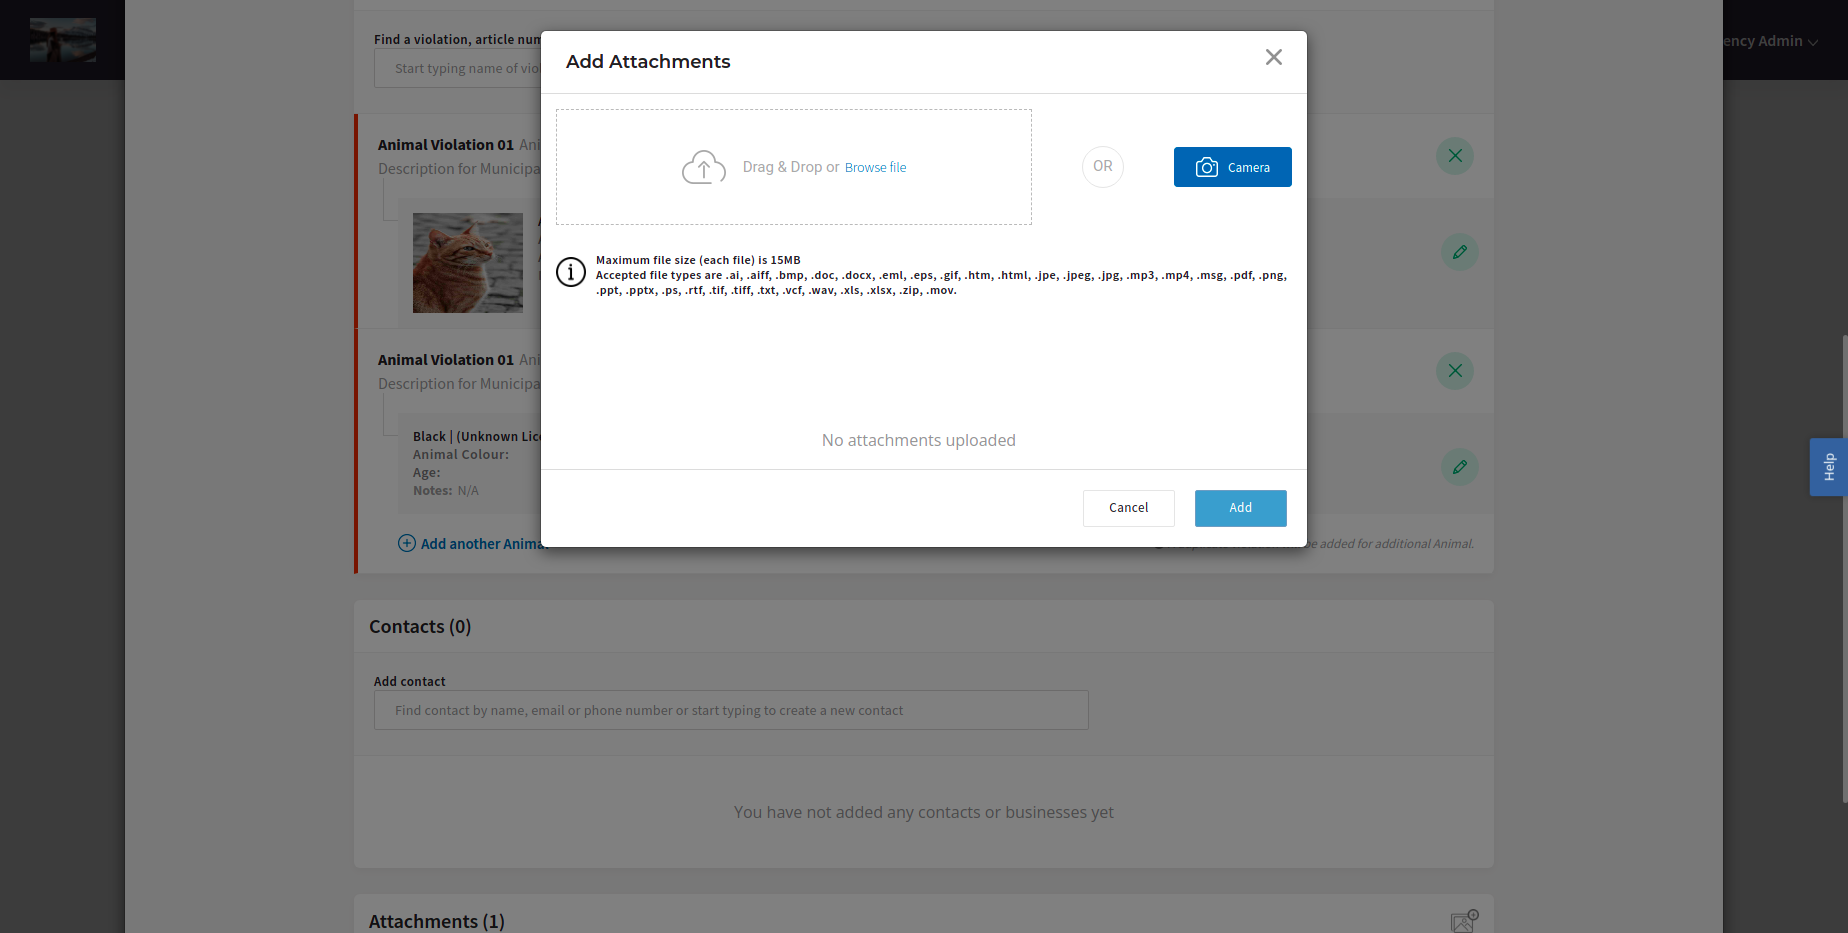 ency Admin
Find a violation, article num
Start typing name of viol
Add Attachments
Drag & Drop or Browse file
OR
Camera
Maximum file size (each file) is 15MB
Accepted file types are .ai, .aiff, .bmp, .doc, .docx, .eml, .eps, .gif, .htm, .html, .jpe, .jpeg, .jpg, .mp3, .mp4, .msg, .pdf, .png,
.ppt, .pptx, .ps, .rtf, .tif, .tiff, .txt, .vcf, .wav, .xls, .xlsx, .zip, .mov.
No attachments uploaded
Cancel
Add
Animal Violation 01 Ani
Description for Municipa
Animal Violation 01 Ani
Description for Municipa
Black | (Unknown Lice
Animal Colour:
Age:
Notes: N/A
Add another Animal
be added for additional Animal.
Help
Contacts (0)
Add contact
Find contact by name, email or phone number or start typing to create a new contact
You have not added any contacts or businesses yet
Attachments (1)